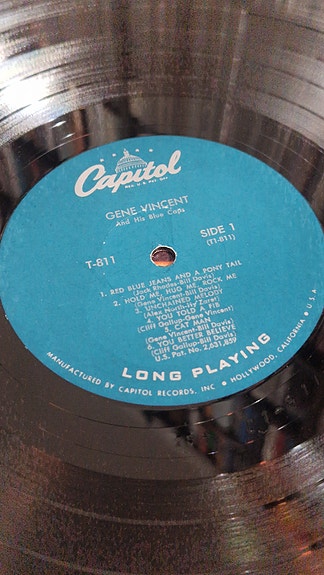 Capitol
REG. U.S. PAT. OFF.
GENE VINCENT
And His Blue Caps
T-811
SIDE 1
(T1-811)
1. RED BLUE JEANS AND A PONY TAIL
(Jack Rhodes-Bill Davis)
2. HOLD ME, HUG ME, ROCK ME
(Gene Vincent-Bill Davis)
3. UNCHAINED MELODY
(Alex North-Hy Zaret)
4. YOU TOLD A FIB
(Cliff Gallup-Gene Vincent)
5. CAT MAN
(Gene Vincent-Bill Davis)
6. YOU BETTER BELIEVE
(Cliff Gallup-Bill Davis)
U.S. Pat. No. 2,631,859
LONG PLAYING
MANUFACTURED BY CAPITOL RECORDS, INC • HOLLYWOOD, CALIFORNIA • U S A